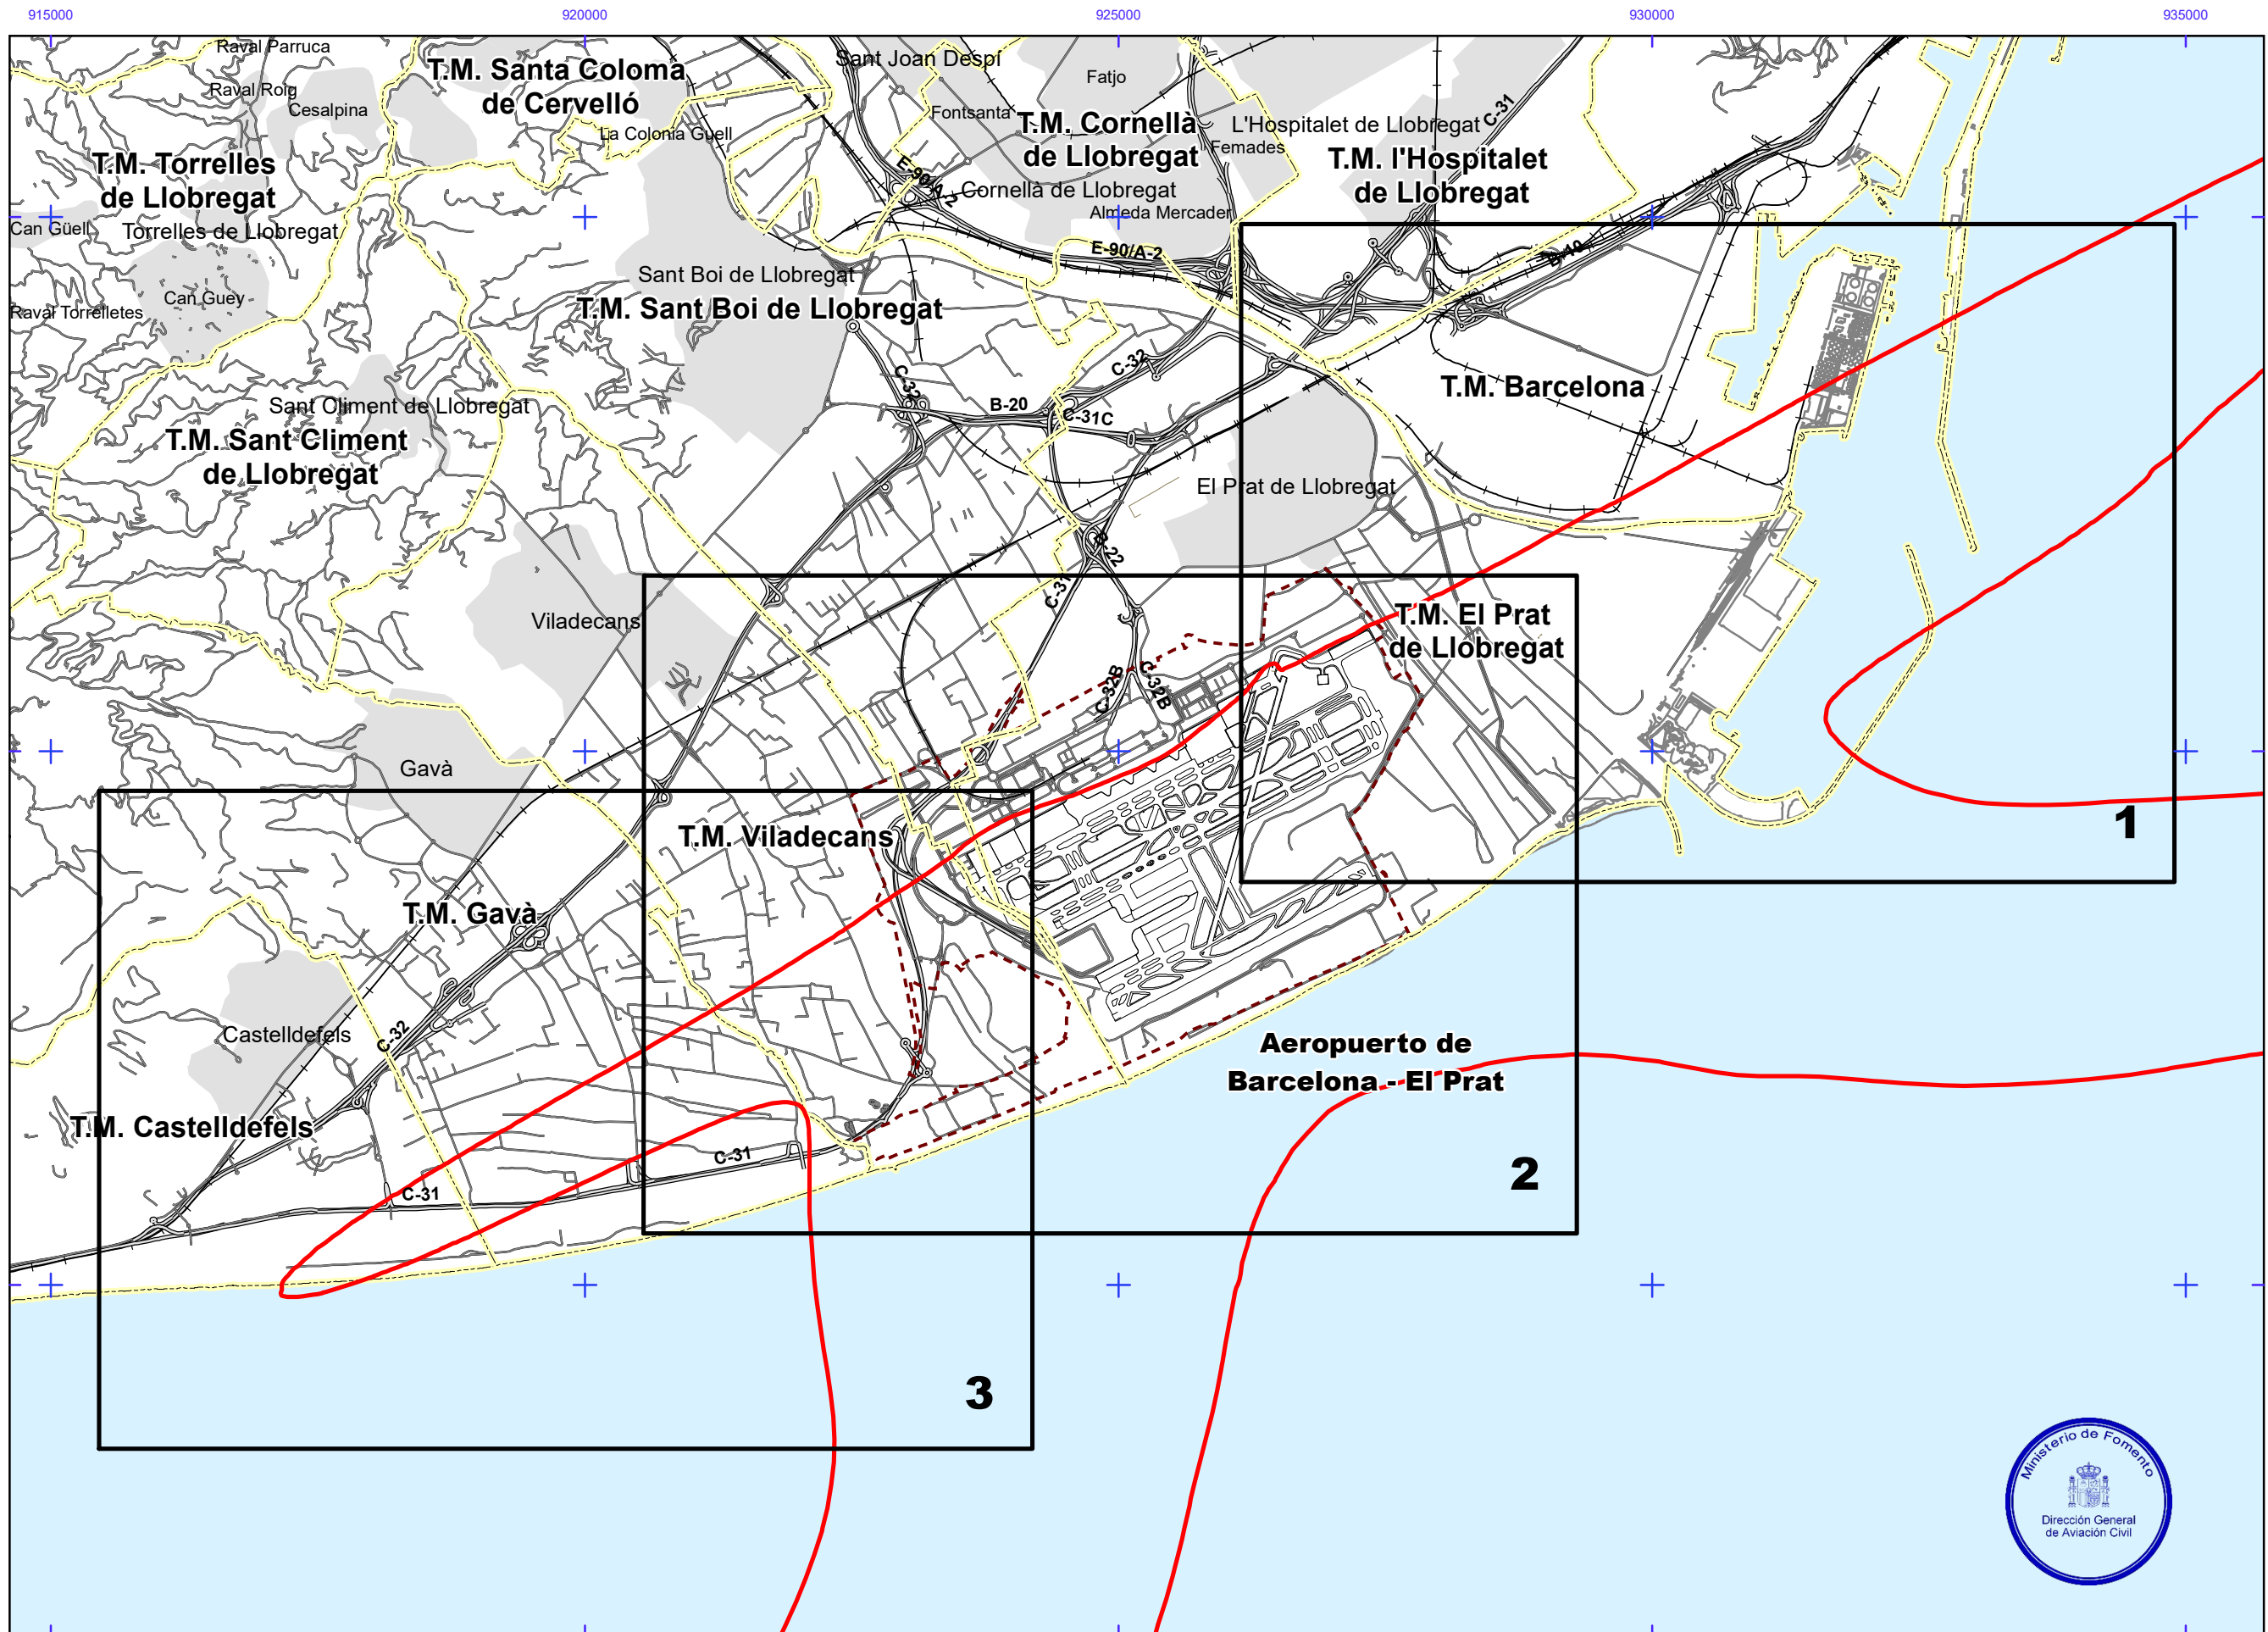 915000
920000
925000
930000
935000
Raval Parruca
Sant Joan Despí
T.M. Santa Coloma
de Cervelló
Fatjo
Raval Roig
Cesalpina
Fontsanta
C-31
La Colonia Guell
T.M. Cornellà
de Llobregat
L'Hospitalet de Llobregat
Femades
T.M. l'Hospitalet
de Llobregat
T.M. Torrelles
de Llobregat
E-90/A-2
Cornellà de Llobregat
Almeda Mercader
Can Güell
Torrelles de Llobregat
E-90/A-2
B-10
Sant Boi de Llobregat
Can Guey
T.M. Sant Boi de Llobregat
Raval Torrelletes
C-32
C-32
T.M. Barcelona
B-20
C-31C
Sant Climent de Llobregat
T.M. Sant Climent
de Llobregat
El Prat de Llobregat
B-22
C-31
Viladecans
T.M. El Prat
de Llobregat
C-32B
C-32B
Gavà
1
T.M. Viladecans
T.M. Gavà
Castelldefels
C-32
Aeropuerto de
Barcelona - El Prat
T.M. Castelldefels
C-31
C-31
2
3
Ministerio de Fomento
Dirección General
de Aviación Civil